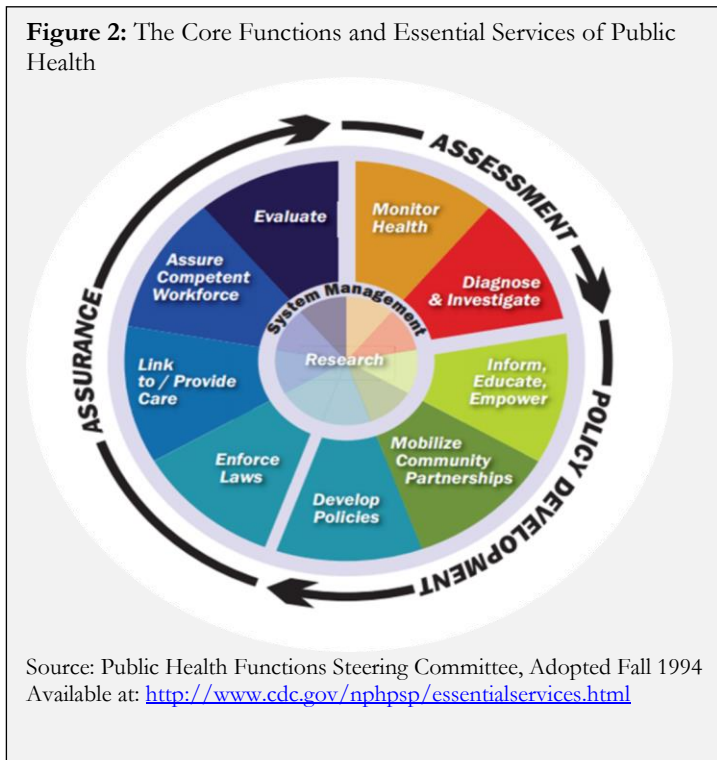 Figure 2: The Core Functions and Essential Services of Public
Health
ASSESSMENT
POLICY DEVELOPMENT
ASSURANCE
Monitor
Health
Diagnose
& Investigate
Inform,
Educate,
Empower
Mobilize
Community
Partnerships
Develop
Policies
Enforce
Laws
Link
to / Provide
Care
Assure
Competent
Workforce
Evaluate
System Management
Research
Source: Public Health Functions Steering Committee, Adopted Fall 1994
Available at: http://www.cdc.gov/nphpsp/essentialservices.html